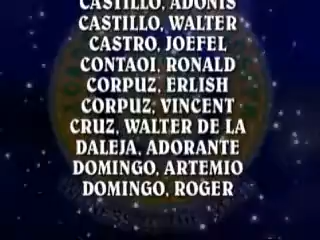 CASTILLO, ADONIS
CASTILLO, WALTER
CASTRO, JOEFEL
CONTAOI, RONALD
CORPUZ, ERLISH
CORPUZ, VINCENT
CRUZ, WALTER DE LA
DALEJA, ADORANTE
DOMINGO, ARTEMIO
DOMINGO, ROGER